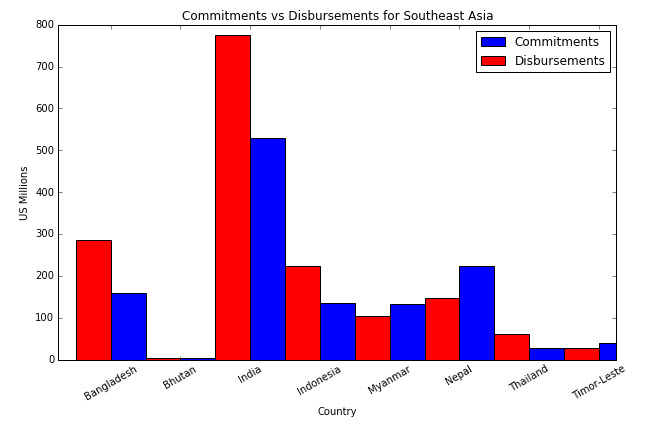 Commitments vs Disbursements for Southeast Asia
800
700
600
500
400
300
200
100
0
US Millions
Commitments
Disbursements
Bangladesh
Bhutan
India
Indonesia
Myanmar
Nepal
Thailand
Timor-Leste
Country